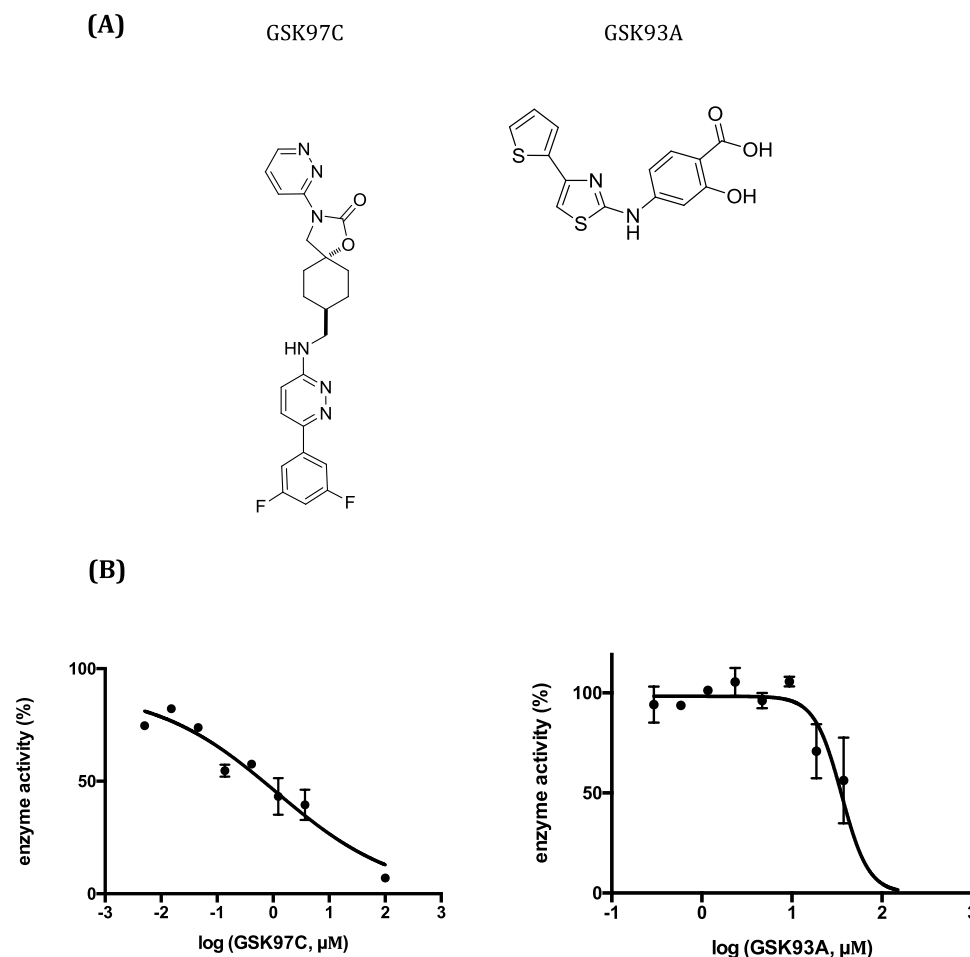 (A)
GSK97C
GSK93A
N
N
N
O
O
HN
N
N
F
F
S
N
S
N
H
O
OH
OH
(B)
100
50
0
-3
-2
-1
0
1
2
3
enzyme activity (%)
log (GSK97C, µM)
100
50
0
-1
0
1
2
3
enzyme activity (%)
log (GSK93A, µM)